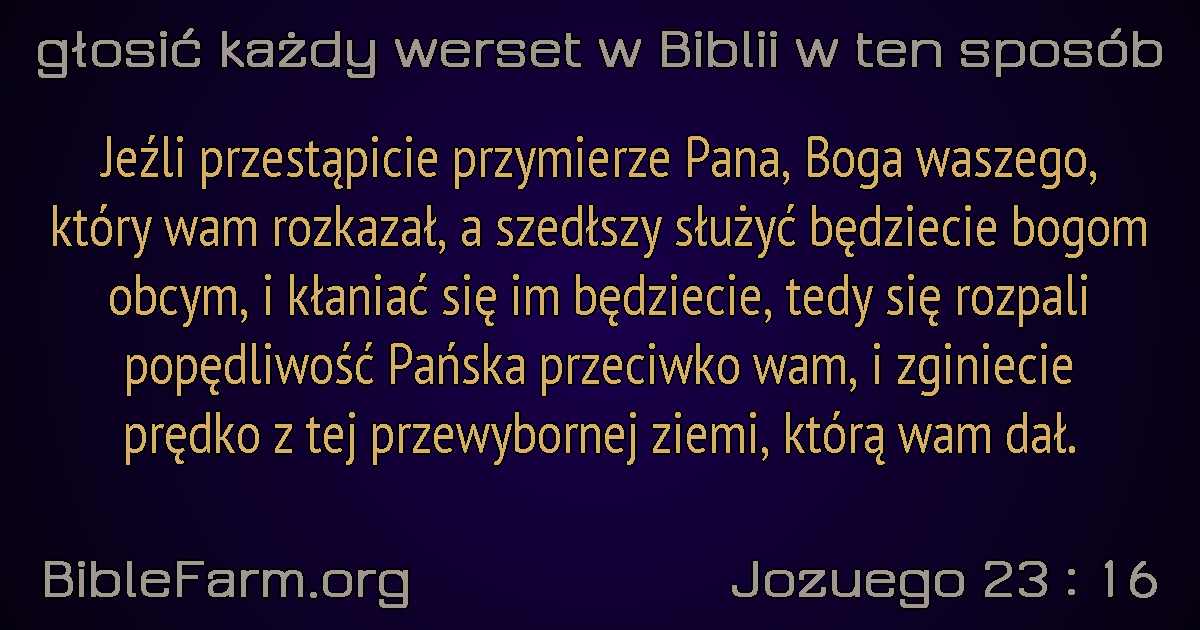 głosić każdy werset w Biblii w ten sposób
Jeźli przestąpicie przymierze Pana, Boga waszego,
który wam rozkazał, a szedłszy służyć będziecie bogom
obcym, i kłaniać się im będziecie, tedy się rozpali
popędliwość Pańska przeciwko wam, i zginiecie
prędko z tej przewybornej ziemi, którą wam dał.
BibleFarm.org
Jozuego 23 : 16